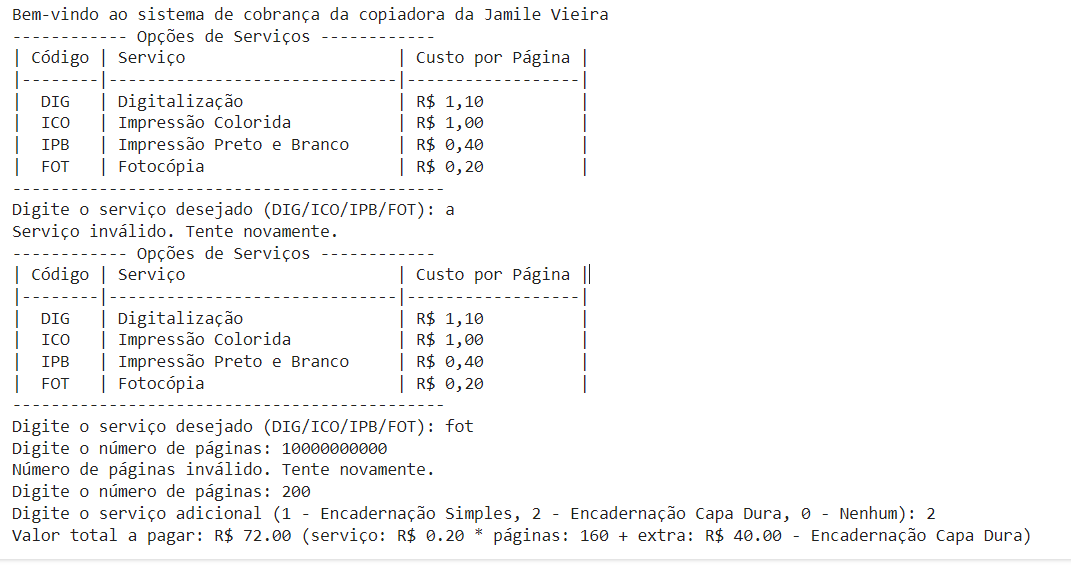 Bem-vindo ao sistema de cobrança da copiadora da Jamile Vieira
------------ Opções de Serviços ------------
| Código | Serviço                      | Custo por Página |
|--------|------------------------------|------------------|
|  DIG   | Digitalização                | R$ 1,10          |
|  ICO   | Impressão Colorida           | R$ 1,00          |
|  IPB   | Impressão Preto e Branco     | R$ 0,40          |
|  FOT   | Fotocópia                    | R$ 0,20          |
---------------------------------------------
Digite o serviço desejado (DIG/ICO/IPB/FOT): a
Serviço inválido. Tente novamente.
------------ Opções de Serviços ------------
| Código | Serviço                      | Custo por Página |
|--------|------------------------------|------------------|
|  DIG   | Digitalização                | R$ 1,10          |
|  ICO   | Impressão Colorida           | R$ 1,00          |
|  IPB   | Impressão Preto e Branco     | R$ 0,40          |
|  FOT   | Fotocópia                    | R$ 0,20          |
---------------------------------------------
Digite o serviço desejado (DIG/ICO/IPB/FOT): fot
Digite o número de páginas: 10000000000
Número de páginas inválido. Tente novamente.
Digite o número de páginas: 200
Digite o serviço adicional (1 - Encadernação Simples, 2 - Encadernação Capa Dura, 0 - Nenhum): 2
Valor total a pagar: R$ 72.00 (serviço: R$ 0.20 * páginas: 160 + extra: R$ 40.00 - Encadernação Capa Dura)